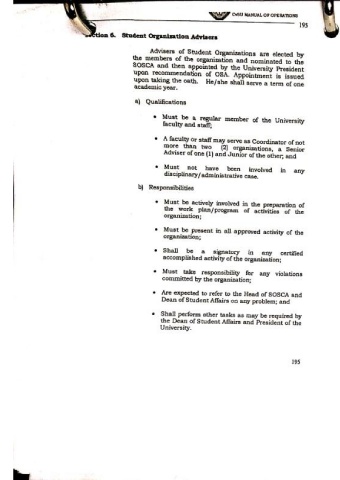 CvSU MANUAL OF OPERATIONS
195
Section 6. Student Organization Advisers
Advisers of Student Organizations are elected by
the members of the organization and nominated to the
SOSCA and then appointed by the University President
upon recommendation of OSA. Appointment is issued
upon taking the oath. He/she shall serve a term of one
academic year.
a) Qualifications
• Must be a regular member of the University
faculty and staff;
• A faculty or staff may serve as Coordinator of not
more than two (2) organizations, a Senior
Adviser of one (1) and Junior of the other; and
• Must not have been involved in any
disciplinary/administrative case.
b) Responsibilities
• Must be actively involved in the preparation of
the work plan/program of activities of the
organization;
• Must be present in all approved activity of the
organization;
• Shall be a signatory in any certified
accomplished activity of the organization;
• Must take responsibility for any violations
committed by the organization;
• Are expected to refer to the Head of SOSCA and
Dean of Student Affairs on any problem; and
• Shall perform other tasks as may be required by
the Dean of Student Affairs and President of the
University.
195